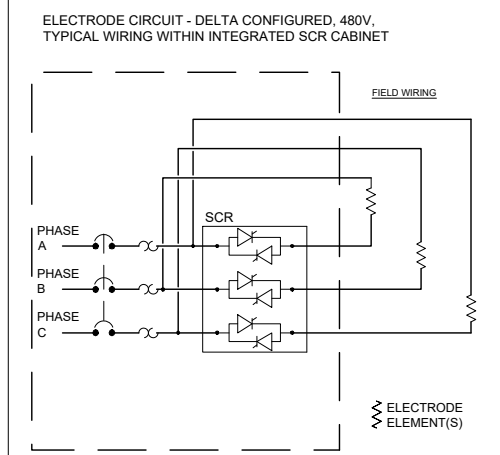 ELECTRODE CIRCUIT - DELTA CONFIGURED, 480V,
TYPICAL WIRING WITHIN INTEGRATED SCR CABINET
FIELD WIRING
SCR
PHASE
A
PHASE
B
PHASE
C
ELECTRODE
ELEMENT(S)